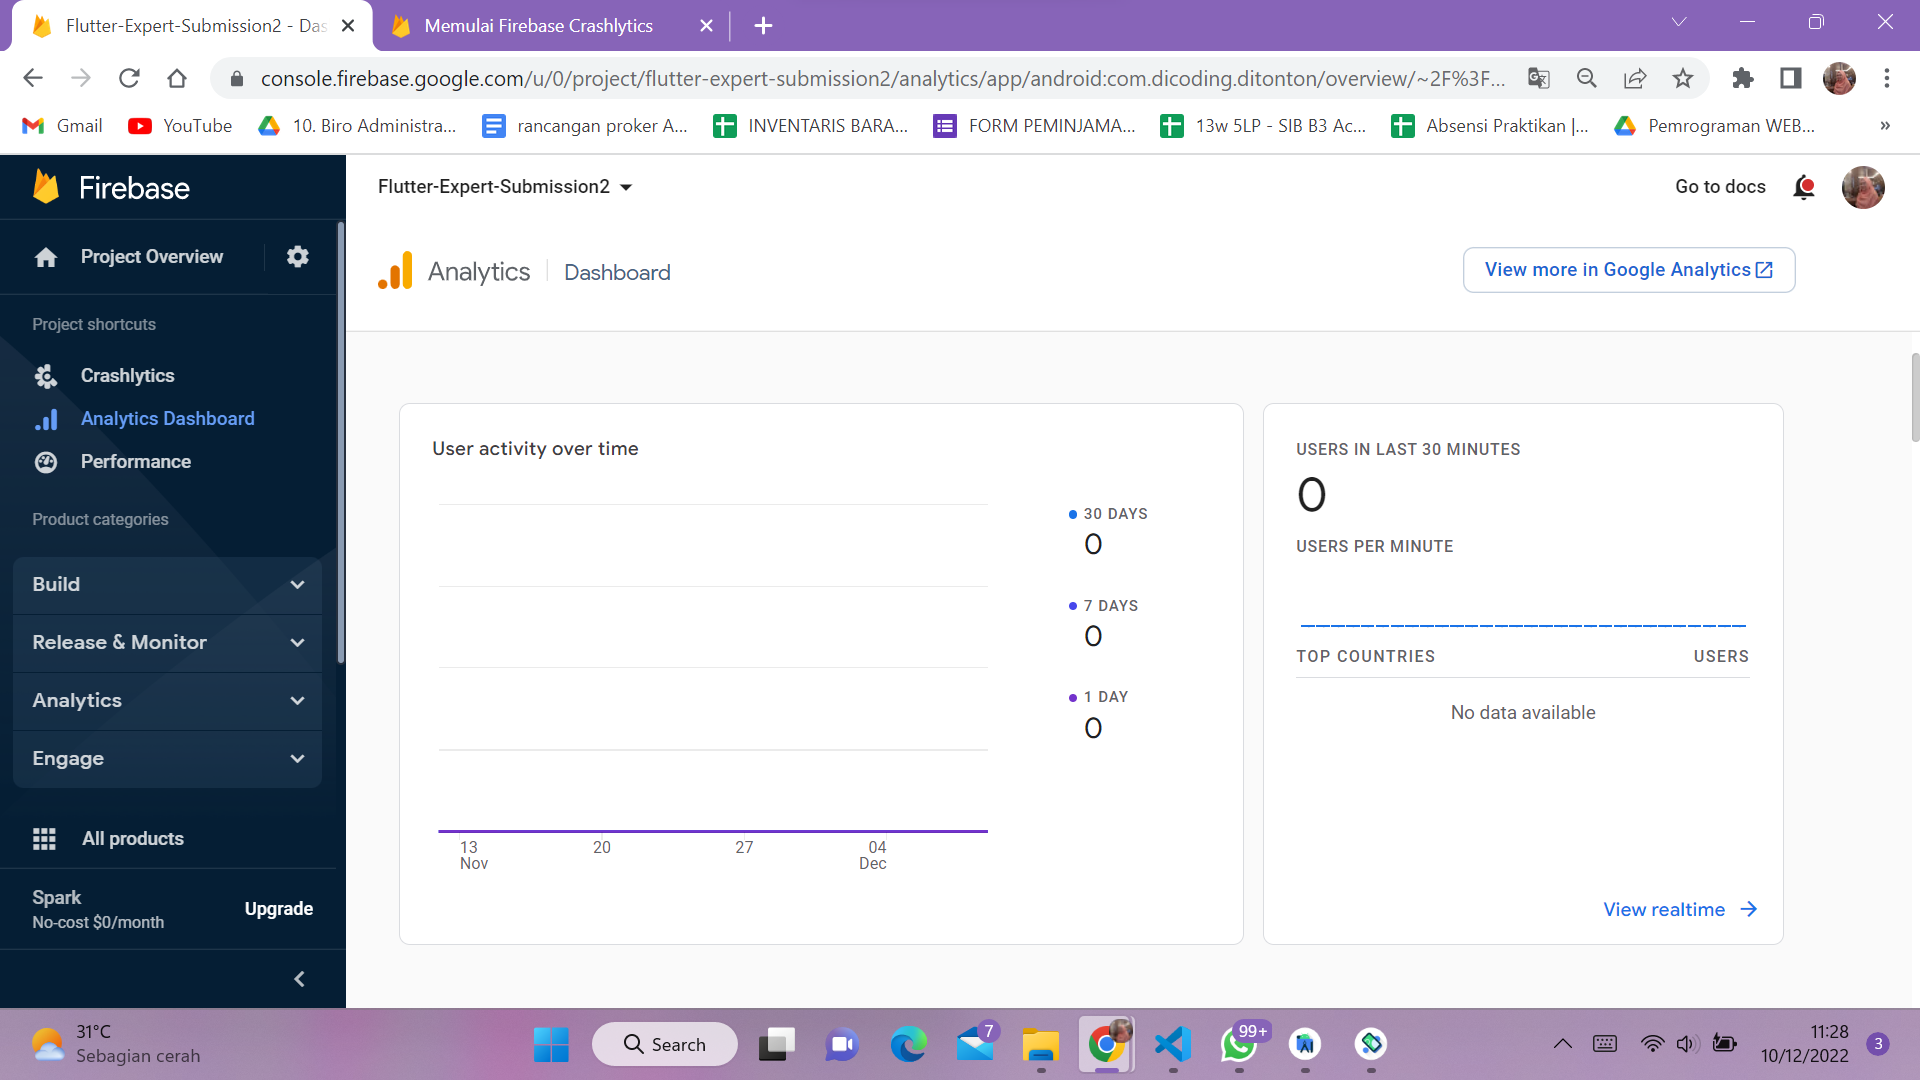 Flutter-Expert-Submission2 - Das
Memulai Firebase Crashlytics
console.firebase.google.com/u/0/project/flutter-expert-submission2/analytics/app/android:com.dicoding.ditonton/overview/~2F%3F...
Gmail
YouTube
10. Biro Administra...
rancangan proker A...
INVENTARIS BARA...
FORM PEMINJAMA...
13w 5LP - SIB B3 Ac...
Absensi Praktikan |...
Pemrograman WEB...
»
Firebase
Flutter-Expert-Submission2
Go to docs
Project Overview
Analytics
Dashboard
View more in Google Analytics
Project shortcuts
Crashlytics
Analytics Dashboard
Performance
Product categories
Build
Release & Monitor
Analytics
Engage
All products
Spark
No-cost $0/month
Upgrade
User activity over time
30 DAYS
0
7 DAYS
0
1 DAY
0
13
Nov
20
27
04
Dec
USERS IN LAST 30 MINUTES
0
USERS PER MINUTE
TOP COUNTRIES
USERS
No data available
View realtime
31°C
Sebagian cerah
Search
7
99+
11:28
10/12/2022
3